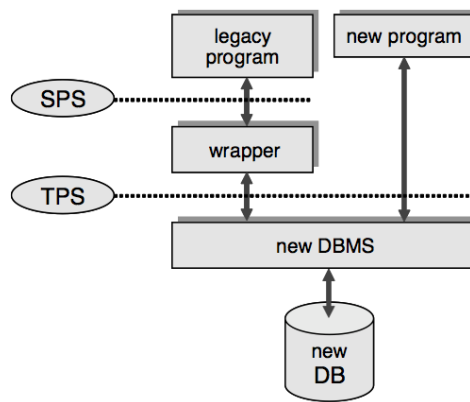 legacy
program
new program
SPS
wrapper
TPS
new DBMS
new
DB